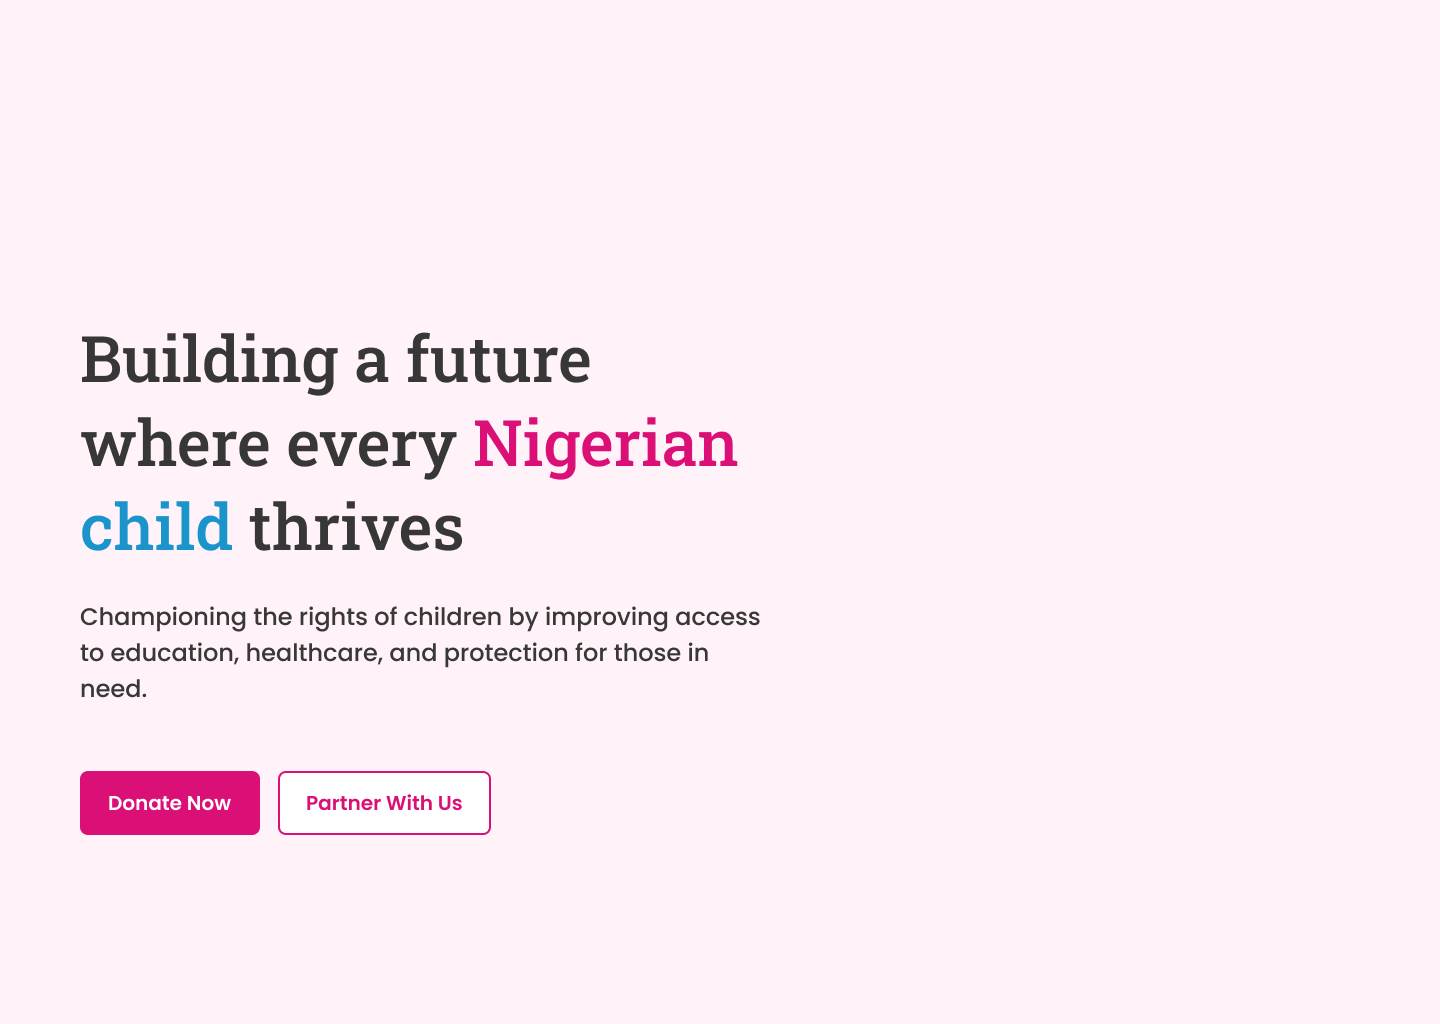 Building a future
where every Nigerian
child thrives
Championing the rights of children by improving access
to education, healthcare, and protection for those in
need.
Donate Now
Partner With Us